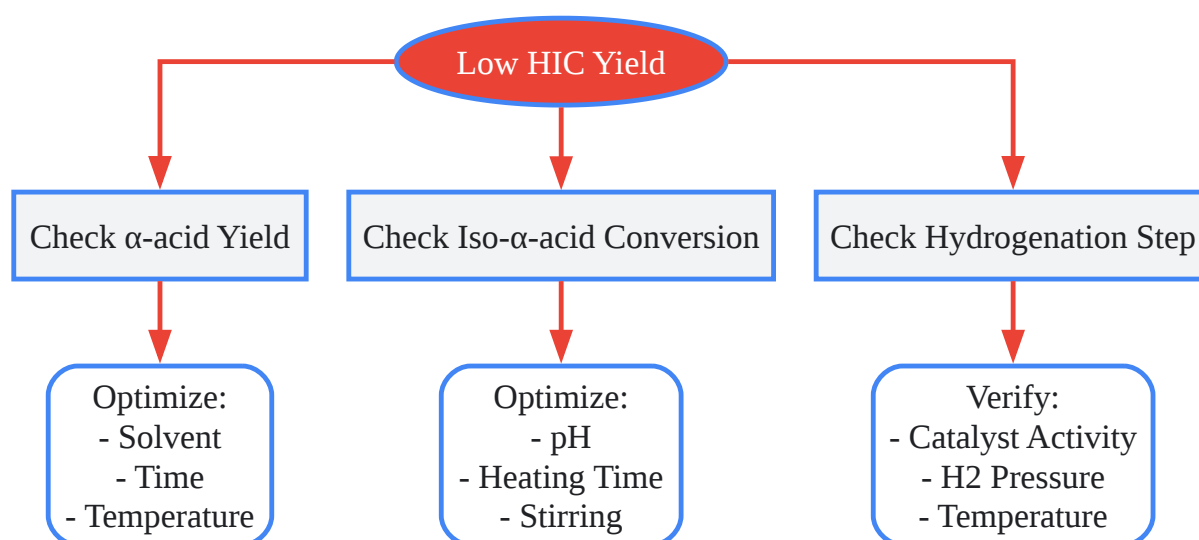 Low HIC Yield
Check α-acid Yield
Check Iso-α-acid Conversion
Check Hydrogenation Step
Optimize:
- Solvent
- Time
- Temperature
Optimize:
- pH
- Heating Time
- Stirring
Verify:
- Catalyst Activity
- H2 Pressure
- Temperature